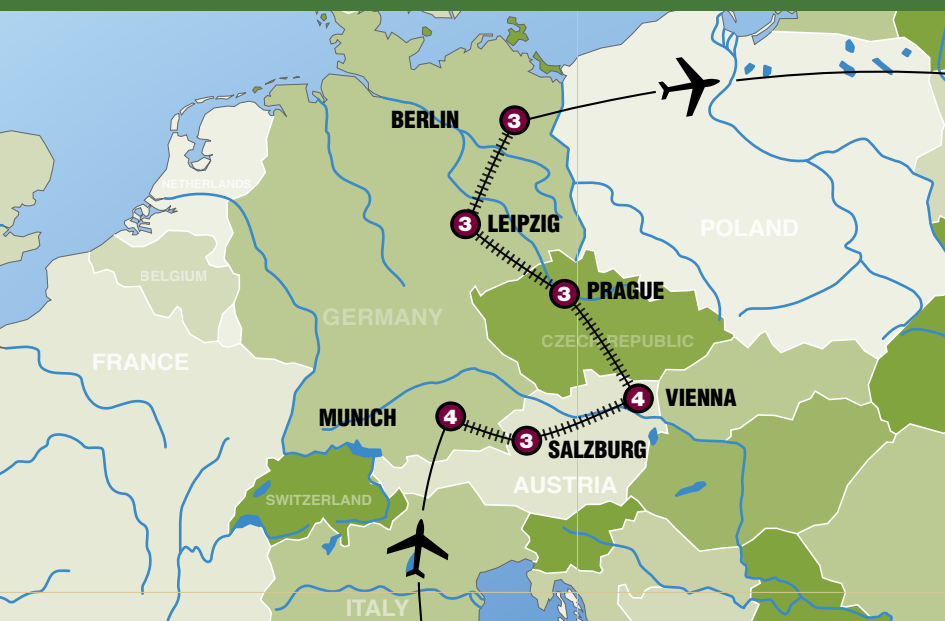 BERLIN 3
NETHERLANDS
3 LEIPZIG
POLAND
BELGIUM
3 PRAGUE
GERMANY
CZECH REPUBLIC
FRANCE
4 VIENNA
MUNICH 4
3 SALZBURG
AUSTRIA
SWITZERLAND
ITALY